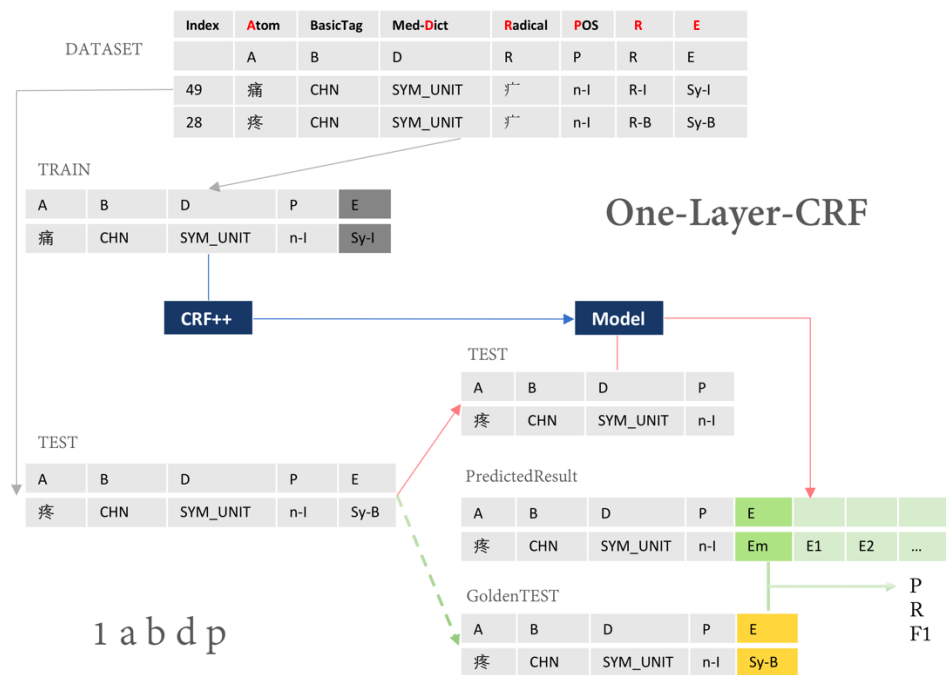 Index Atom BasicTag Med-Dict Radical POS R E
DATASET
A B D R P R E
49 痛 CHN SYM_UNIT 疒 n-I R-I Sy-I
28 疼 CHN SYM_UNIT 疒 n-I R-B Sy-B
TRAIN
A B D P E
痛 CHN SYM_UNIT n-I Sy-I
One-Layer-CRF
CRF++ Model
TEST
A B D P
疼 CHN SYM_UNIT n-I
TEST
A B D P E
疼 CHN SYM_UNIT n-I Sy-B
PredictedResult
A B D P E
疼 CHN SYM_UNIT n-I Em E1 E2 ...
GoldenTEST
A B D P E
疼 CHN SYM_UNIT n-I Sy-B
P
R
F1
1 a b d p